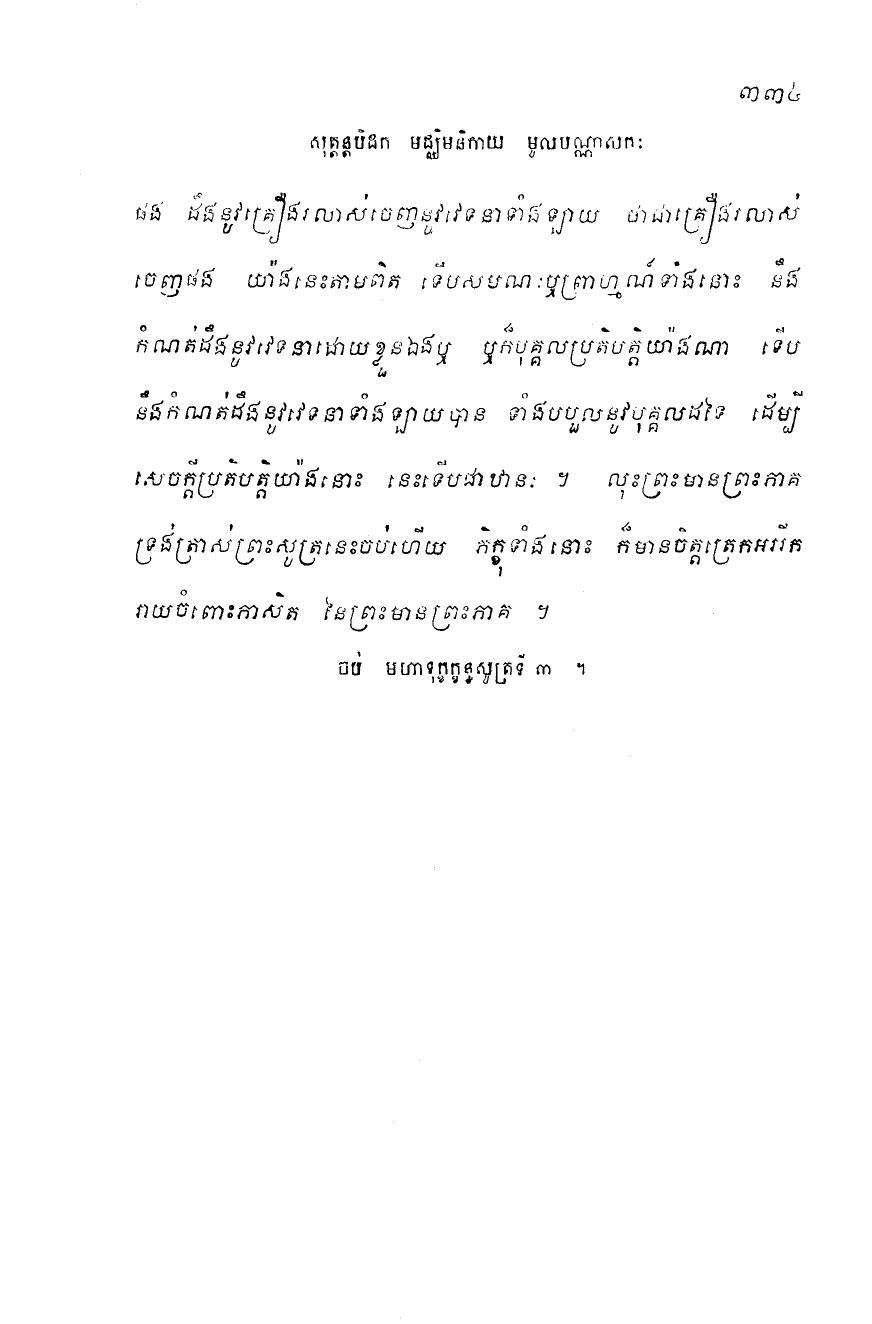 ៣៣៤
សុត្តន្តបិដក មជ្ឈិមនិកាយ មូលបណ្ណាសកៈ
ផង ដឹងនូវគ្រឿងរលាស់ចេញនូវវេទនាទាំងឡាយ ថាជាគ្រឿងរលាស់
ចេញផង យ៉ាងនេះតាមពិត ទើបសមណៈឬព្រាហ្មណ៍ទាំងនោះ នឹង
កំណត់ដឹងនូវវេទនាដោយខ្លួនឯងឬ ឬក៏បុគ្គលប្រតិបត្តិយ៉ាងណា ទើប
នឹងកំណត់ដឹងនូវវេទនាទាំងឡាយបាន ទាំងបបួលនូវបុគ្គលដទៃ ដើម្បី
សេចក្តីប្រតិបត្តិយ៉ាងនោះ នេះទើបជាឋានៈ ។ លុះព្រះមានព្រះភាគ
ទ្រង់ត្រាស់ព្រះសូត្រនេះចប់ហើយ ភិក្ខុទាំងនោះ ក៏មានចិត្តត្រេកអររីក
រាយចំពោះភាសិត នៃព្រះមានព្រះភាគ ។
ចប់ មហាទុក្ខក្ខន្ធសូត្រទី ៣ ។